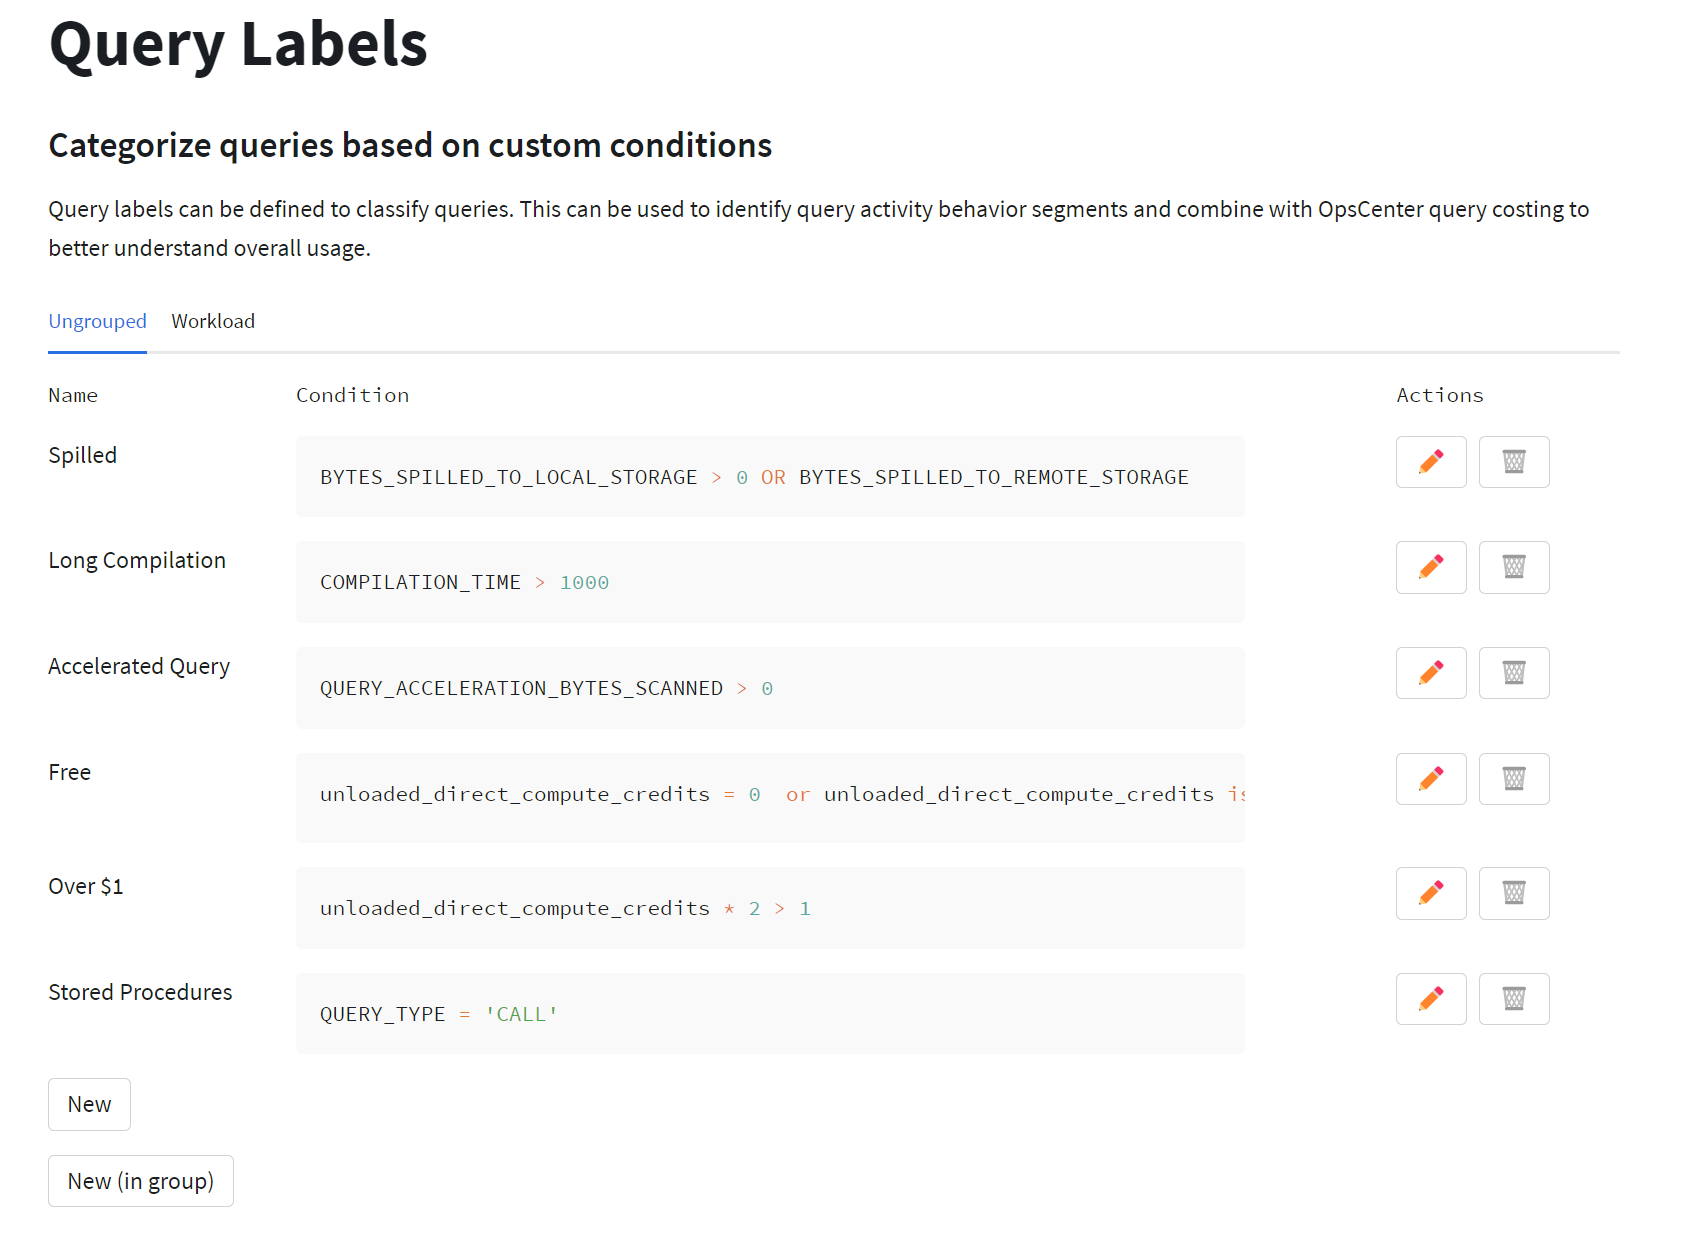 Query Labels
Categorize queries based on custom conditions
Query labels can be defined to classify queries. This can be used to identify query activity behavior segments and combine with OpsCenter query costing to
better understand overall usage.
Ungrouped Workload
Name Condition Actions
Spilled BYTES_SPILLED_TO_LOCAL_STORAGE > 0 OR BYTES_SPILLED_TO_REMOTE_STORAGE
Long Compilation COMPILATION_TIME > 1000
Accelerated Query QUERY_ACCELERATION_BYTES_SCANNED > 0
Free unloaded_direct_compute_credits = 0  or unloaded_direct_compute_credits is
Over $1 unloaded_direct_compute_credits * 2 > 1
Stored Procedures QUERY_TYPE = 'CALL'
New
New (in group)